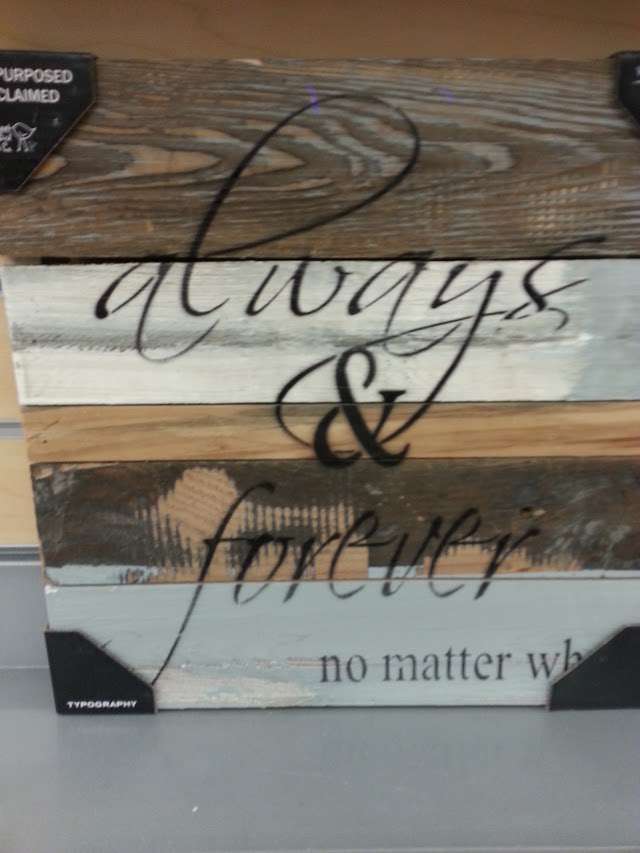 PURPOSED
CLAIMED
always
&
forever
no matter wh
TYPOGRAPHY